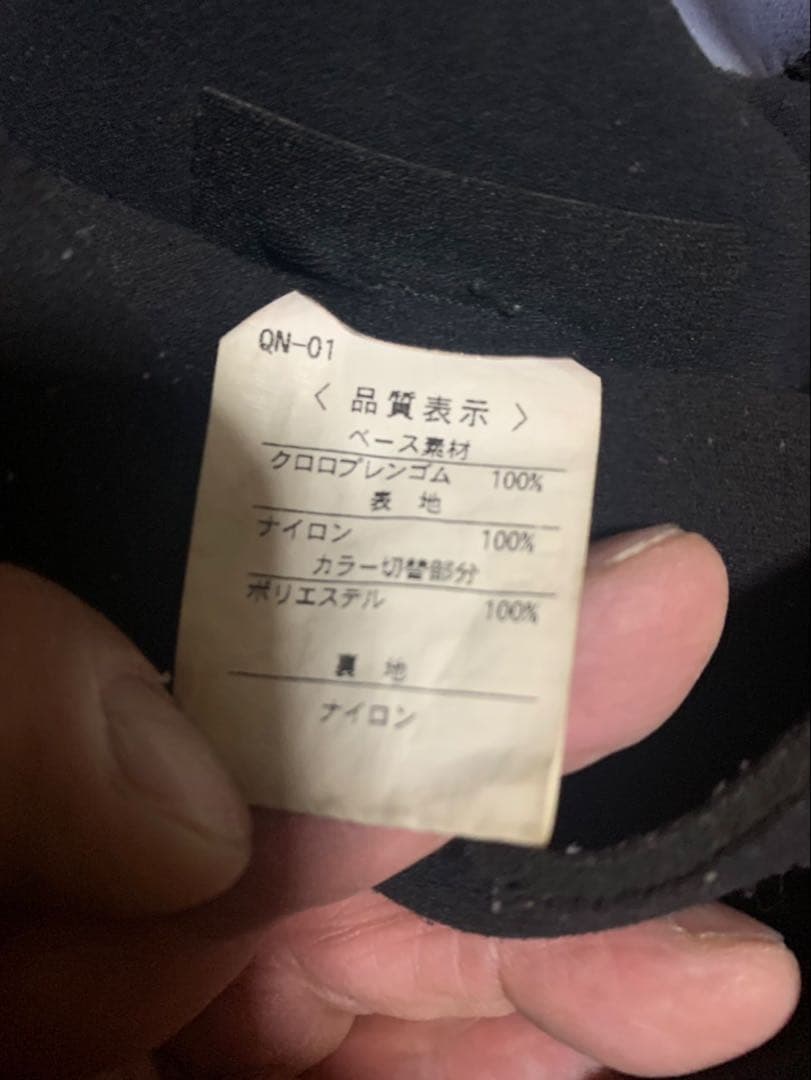 QN-01
〈 品質表示 〉
ベース素材
クロロプレンゴム 100%
表 地
ナイロン 100%
カラー切替部分
ポリエステル 100%
裏 地
ナイロン